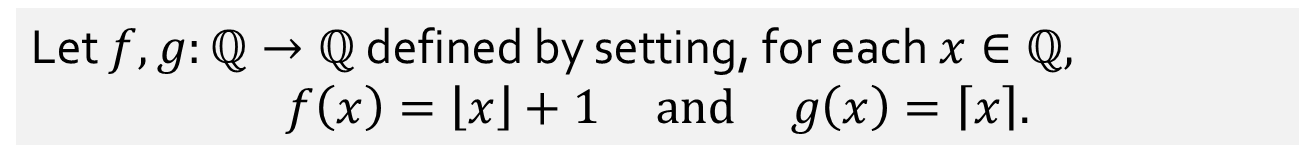 Let f, g: ℚ → ℚ defined by setting, for each x ∈ ℚ,
f(x) = ⌊x⌋ + 1 and g(x) = ⌈x⌉.